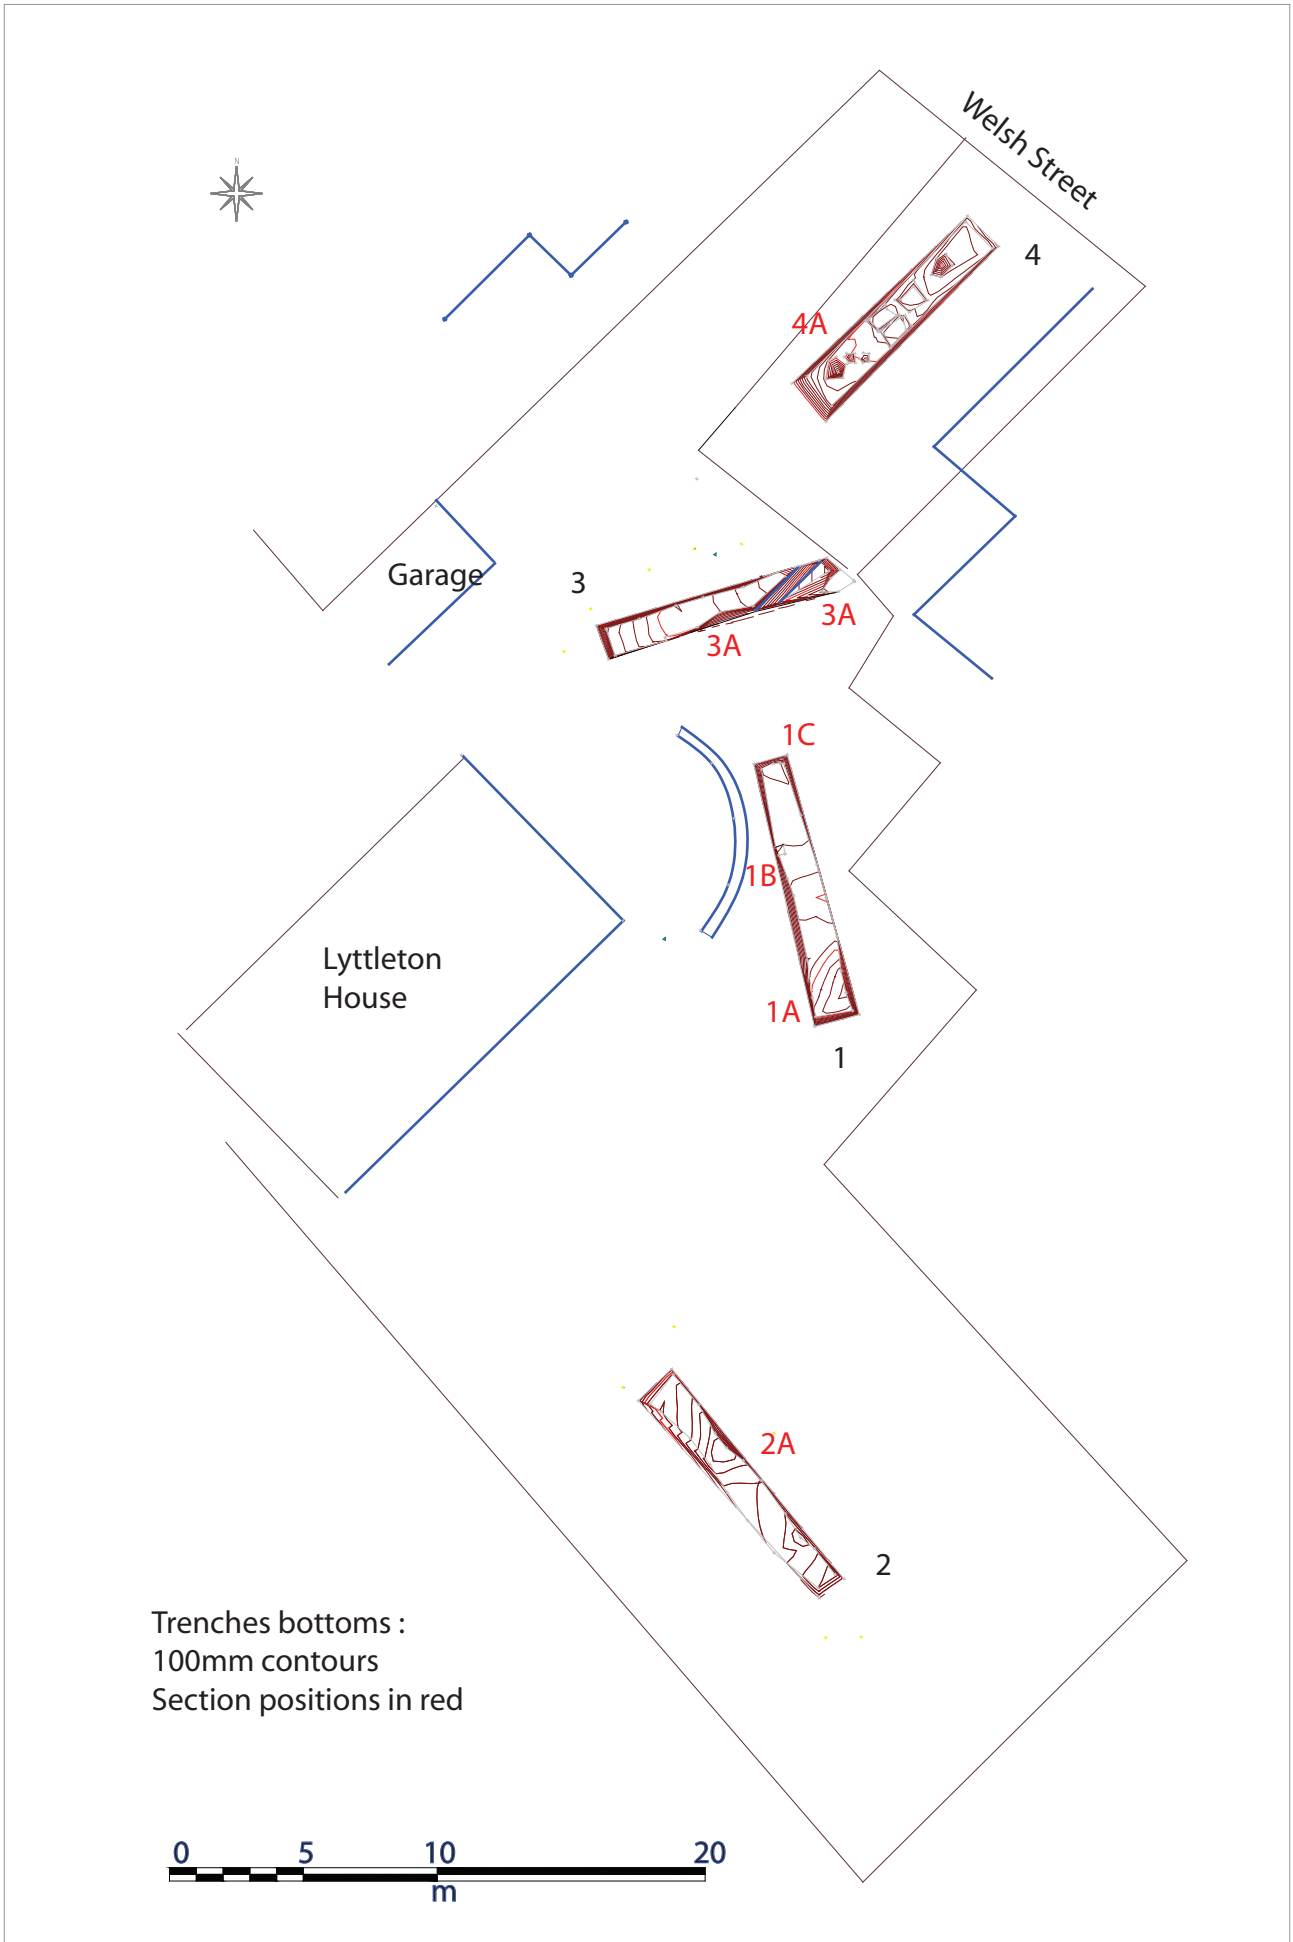 Welsh Street
N
4
4A
Garage
3
3A
3A
1C
1B
Lyttleton
House
1A
1
2A
2
Trenches bottoms :
100mm contours
Section positions in red
0 5 10 20
m